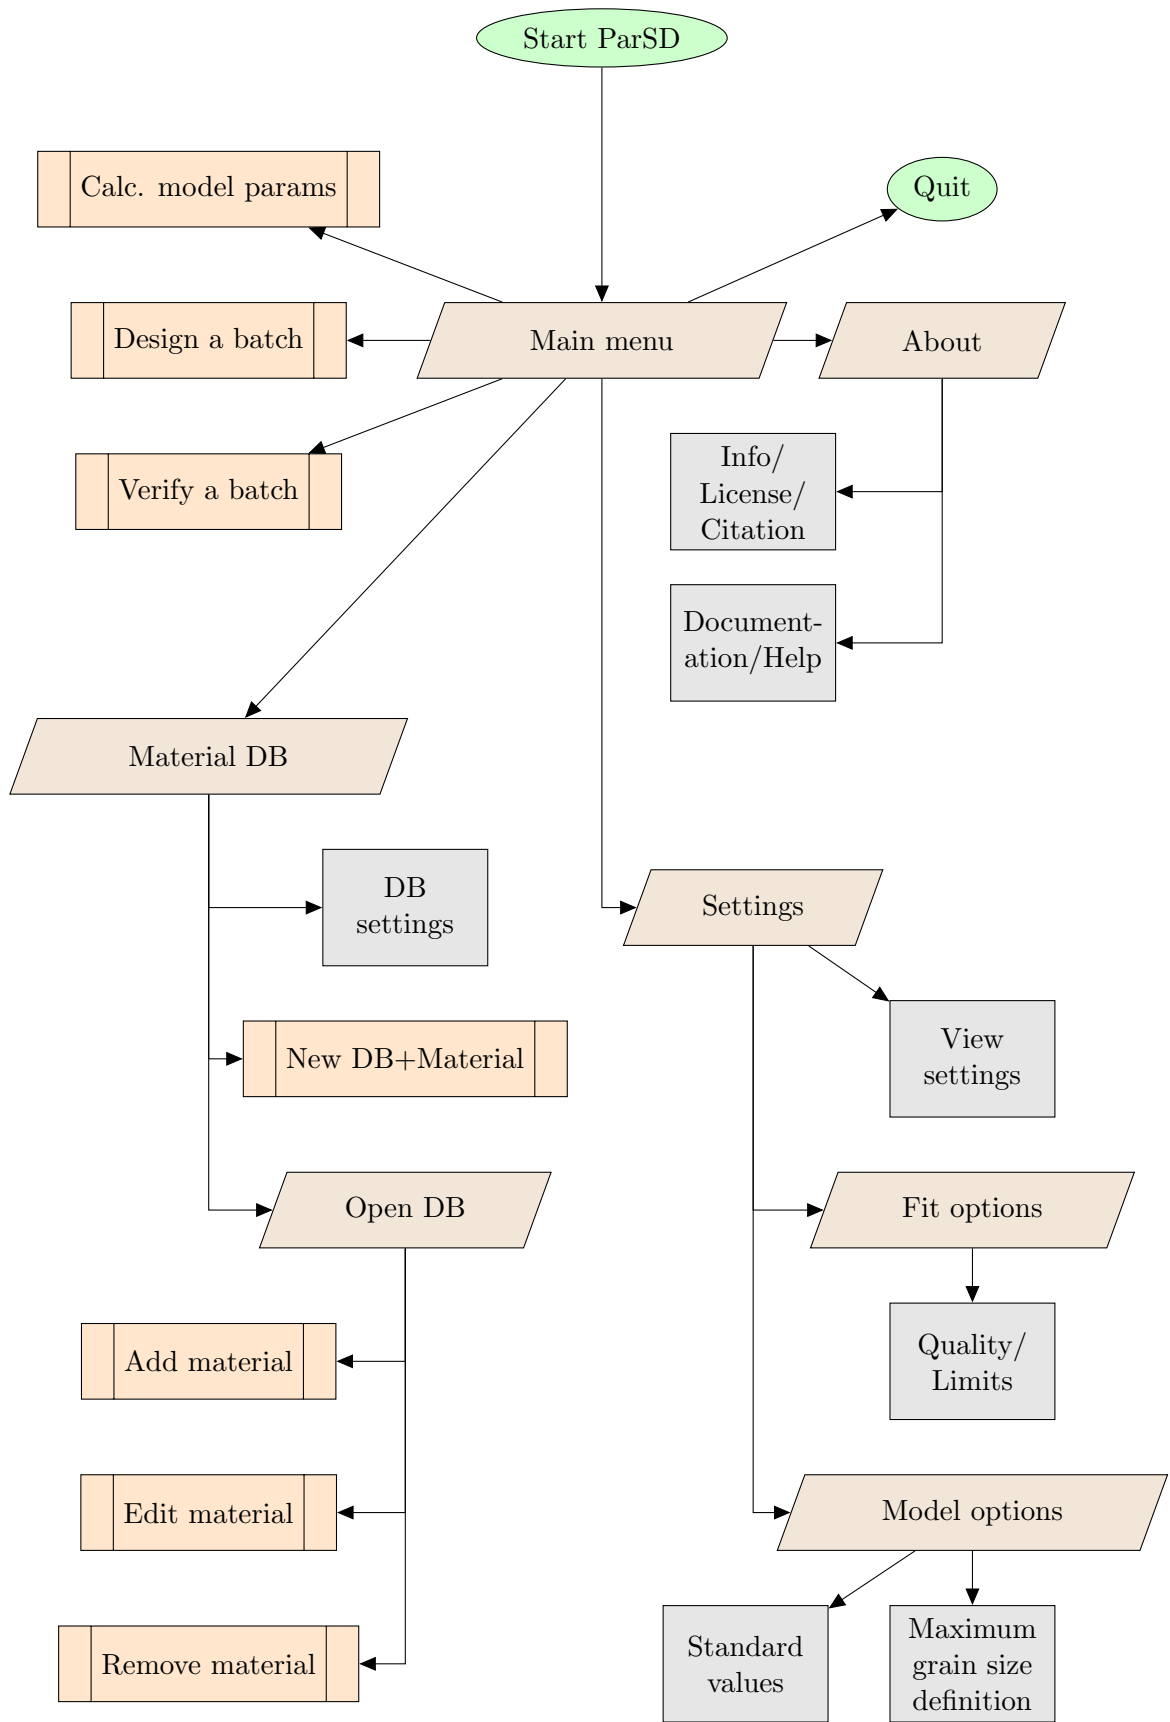 Start ParSD
Calc. model params
Quit
Design a batch
Main menu
About
Verify a batch
Info/
License/
Citation
Document-
ation/Help
Material DB
DB
settings
Settings
New DB+Material
View
settings
Open DB
Fit options
Add material
Quality/
Limits
Edit material
Model options
Remove material
Standard
values
Maximum
grain size
definition